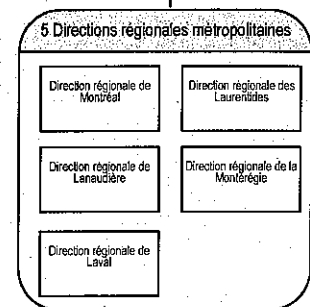 5 Directions régionales métropolitaines
Direction régionale de
Montréal
Direction régionale des
Laurentides
Direction régionale de
Lanaudière
Direction régionale de la
Montérégie
Direction régionale de
Laval